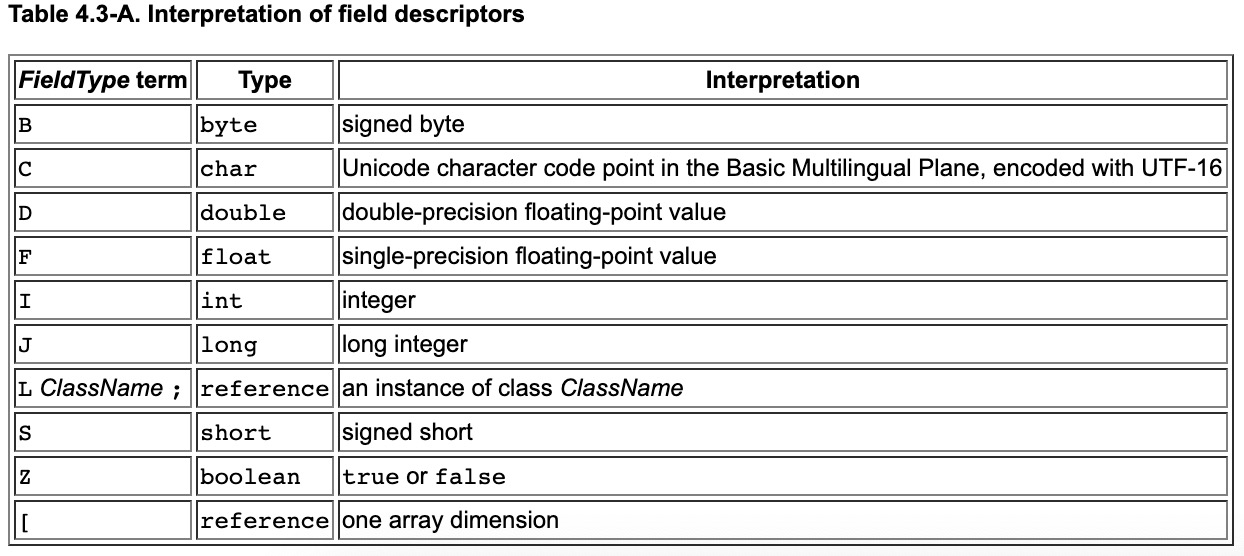 Table 4.3-A. Interpretation of field descriptors
FieldType term Type Interpretation
B byte signed byte
C char Unicode character code point in the Basic Multilingual Plane, encoded with UTF-16
D double double-precision floating-point value
F float single-precision floating-point value
I int integer
J long long integer
L ClassName ; reference an instance of class ClassName
S short signed short
Z boolean true or false
[ reference one array dimension